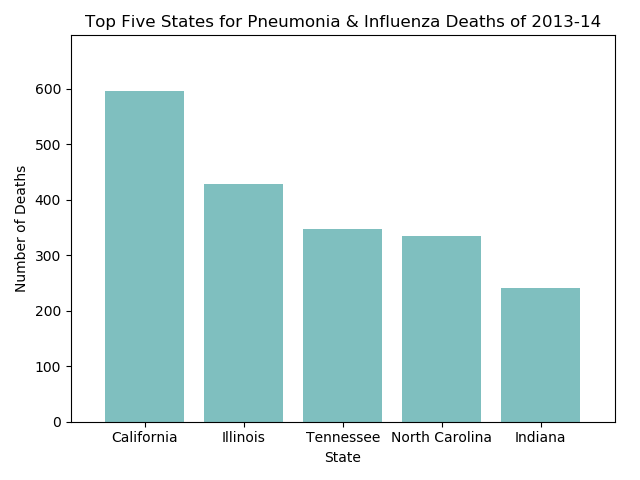 Top Five States for Pneumonia & Influenza Deaths of 2013-14
Number of Deaths
600
500
400
300
200
100
0
California Illinois Tennessee North Carolina Indiana
State